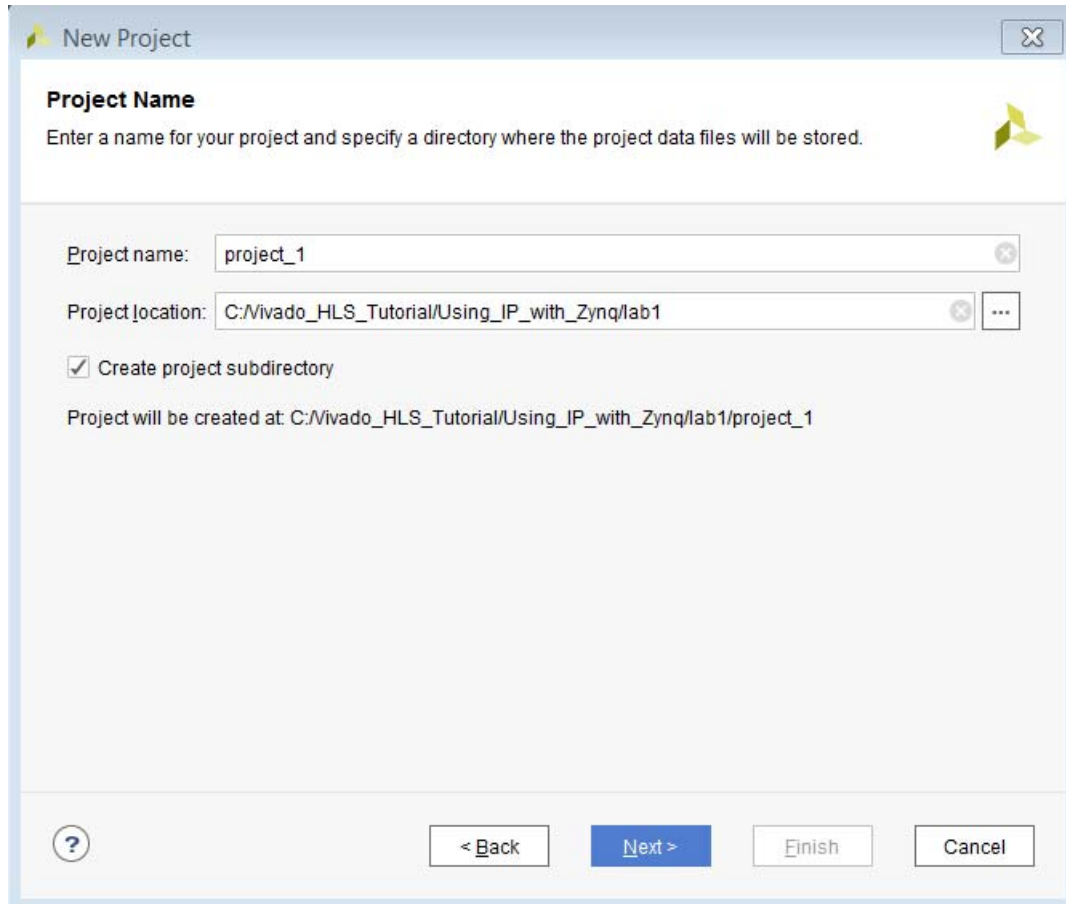 New Project
Project Name
Enter a name for your project and specify a directory where the project data files will be stored.
Project name: project_1
Project location: C:/Vivado_HLS_Tutorial/Using_IP_with_Zynq/lab1 ...
Create project subdirectory
Project will be created at: C:/Vivado_HLS_Tutorial/Using_IP_with_Zynq/lab1/project_1
? < Back Next > Finish Cancel